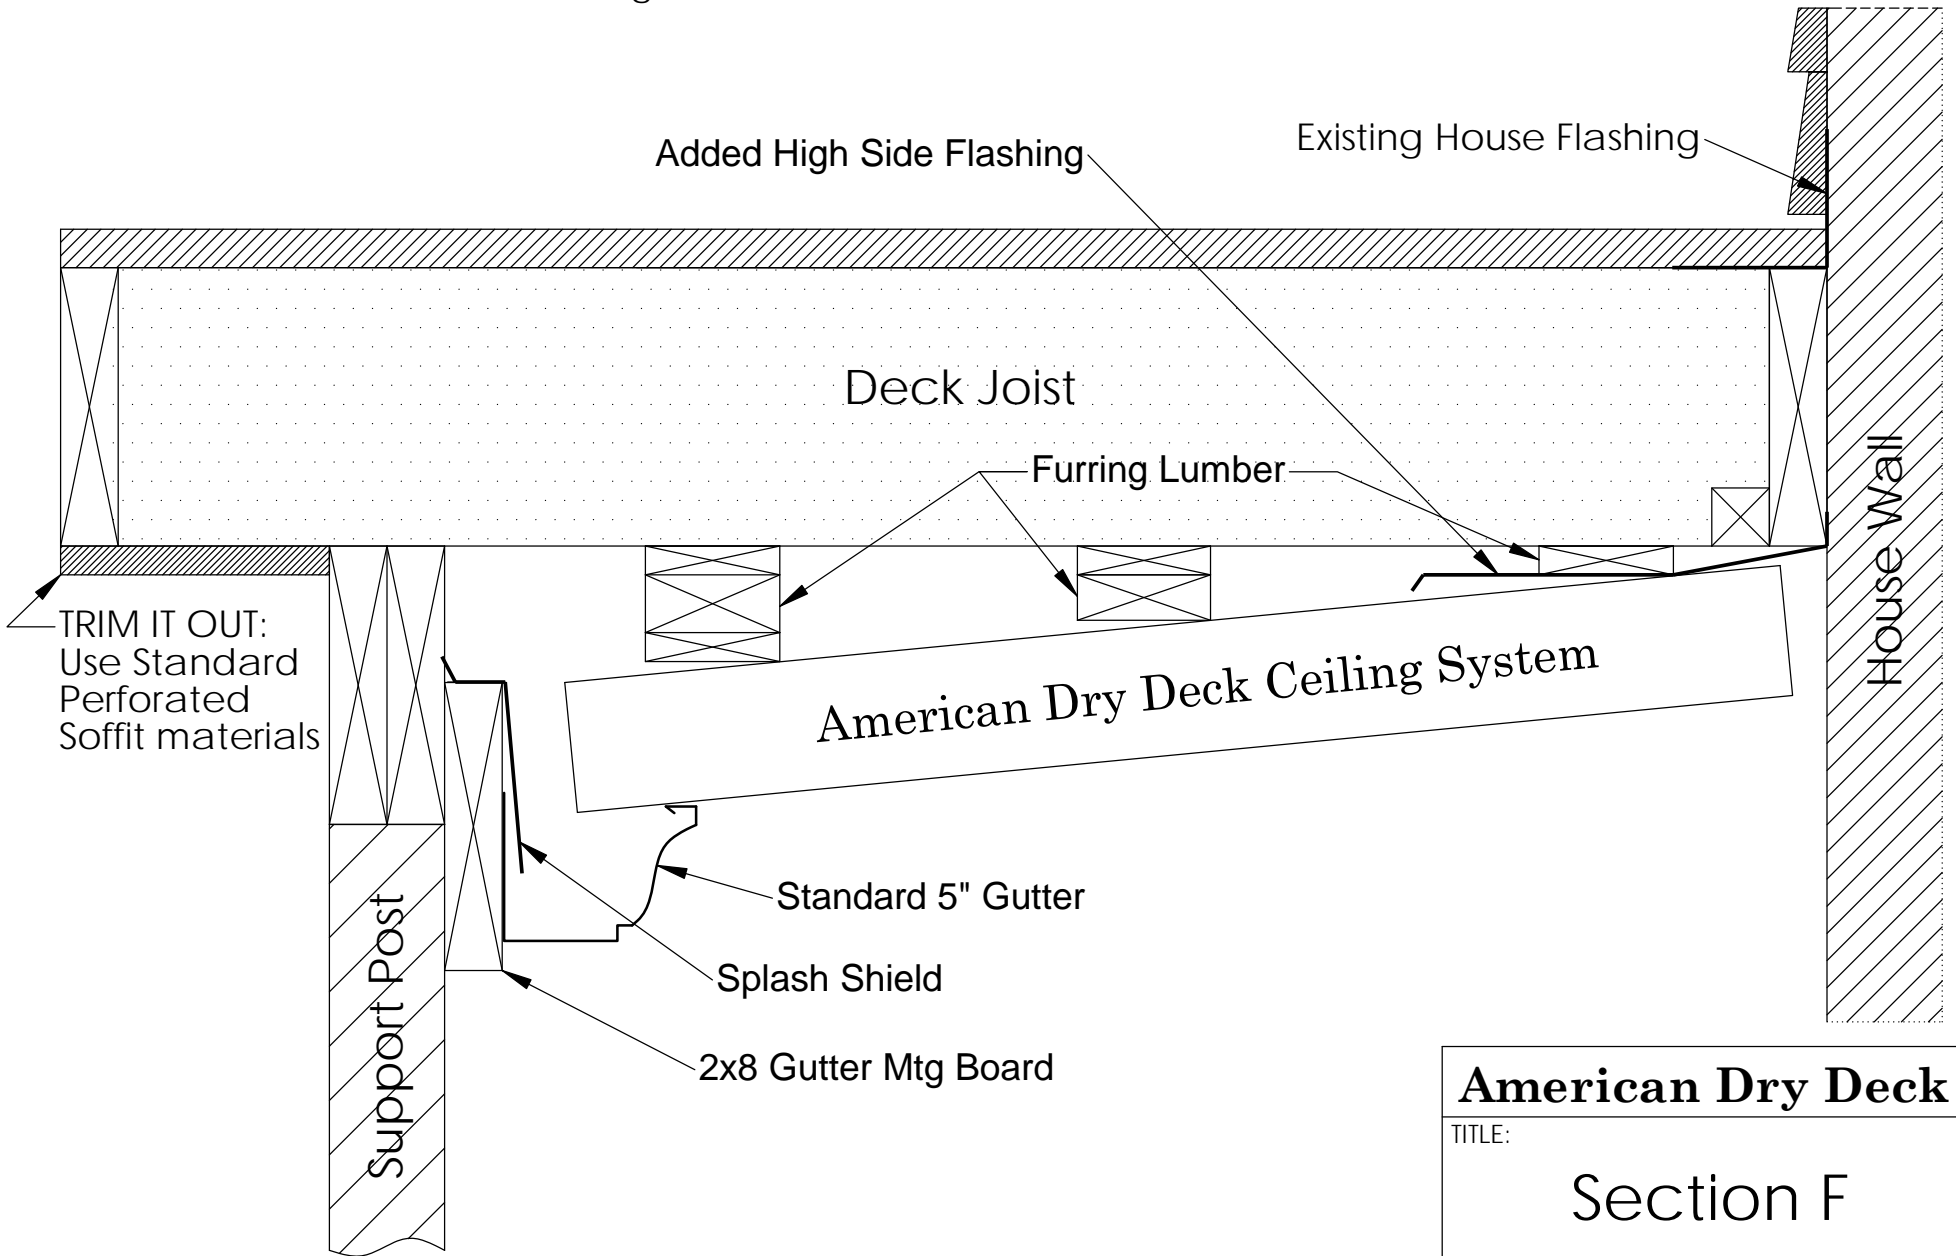 Added High Side Flashing
Existing House Flashing
Deck Joist
Furring Lumber
House Wall
TRIM IT OUT:
Use Standard
Perforated
Soffit materials
American Dry Deck Ceiling System
Standard 5" Gutter
Splash Shield
Support Post
2x8 Gutter Mtg Board
American Dry Deck
TITLE:
Section F